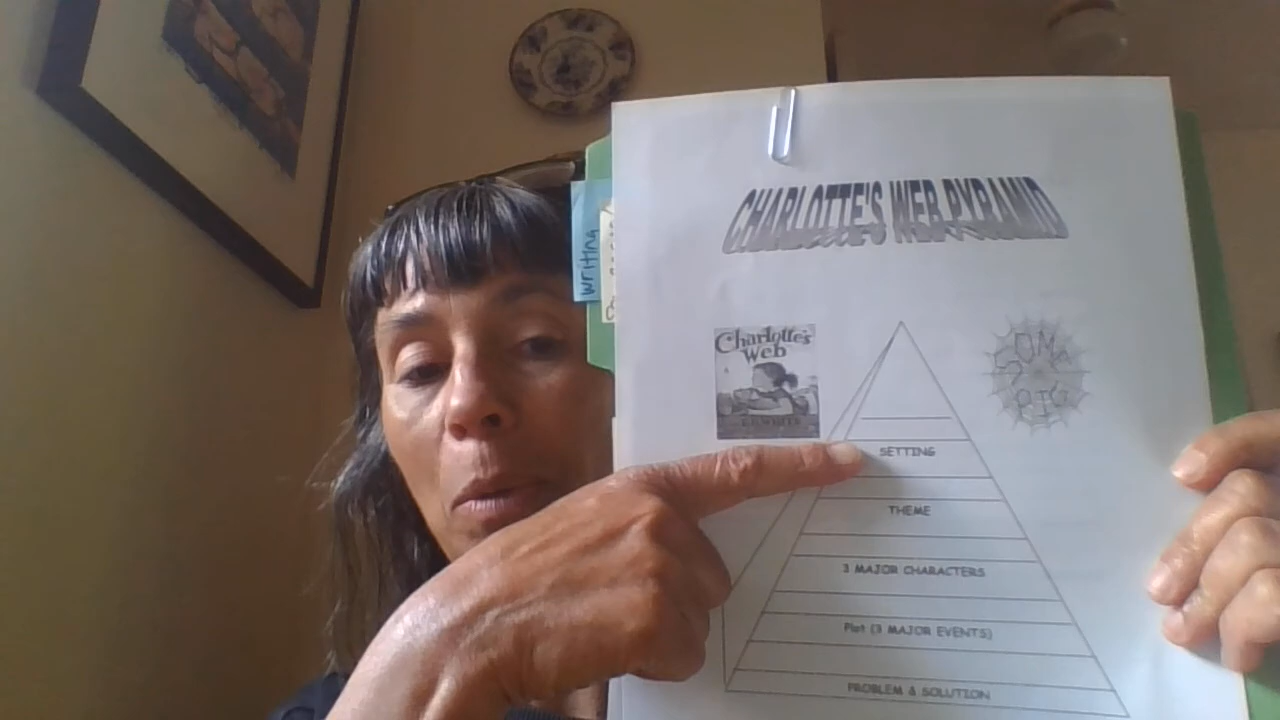 writing
CHARLOTTE'S WEB PYRAMID
Charlotte's
Web
E.B. WHITE
SOME
PIG
SETTING
THEME
3 MAJOR CHARACTERS
Plot (3 MAJOR EVENTS)
PROBLEM & SOLUTION